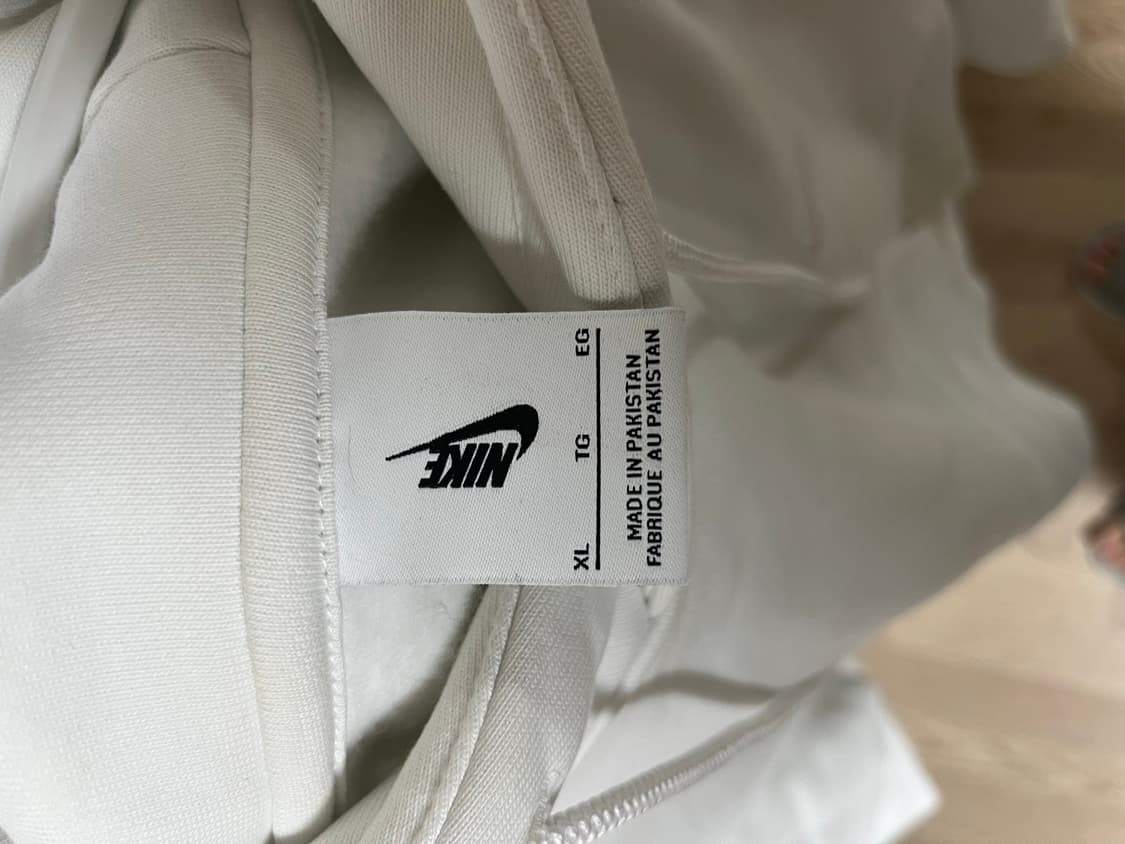 NIKE
XL TG EG
MADE IN PAKISTAN
FABRIQUE AU PAKISTAN